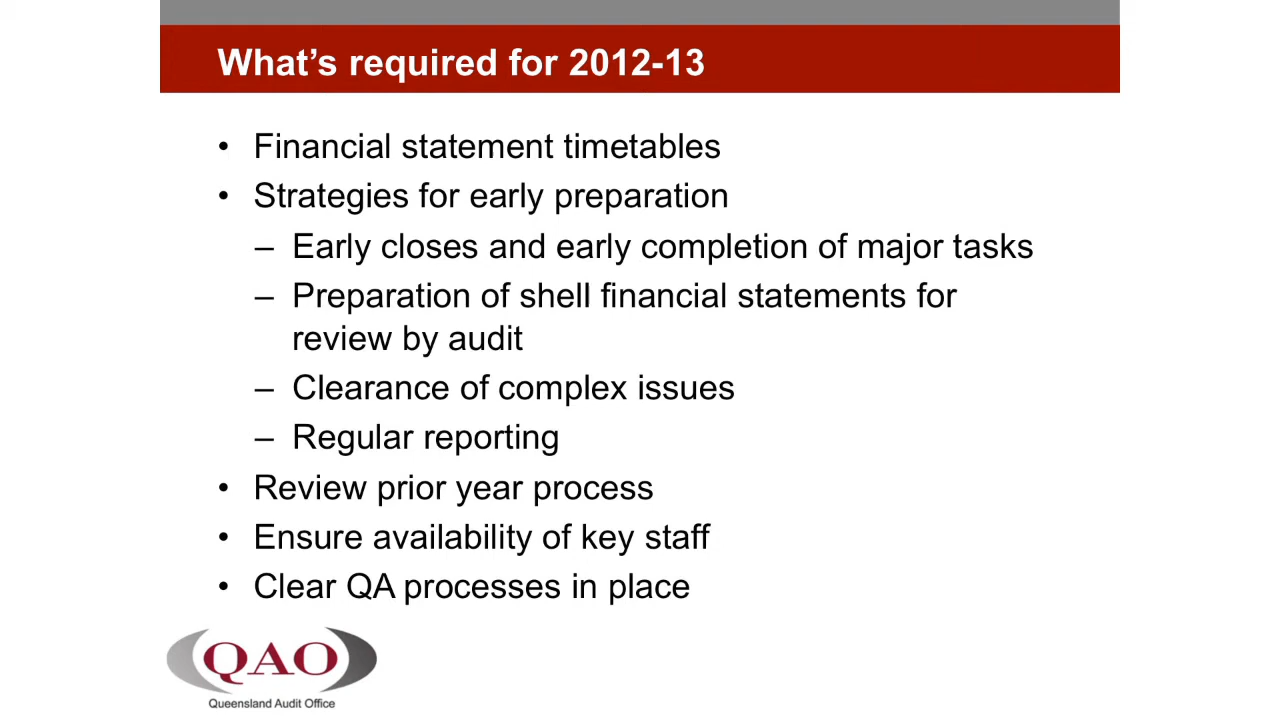 What’s required for 2012-13
• Financial statement timetables
• Strategies for early preparation
– Early closes and early completion of major tasks
– Preparation of shell financial statements for
review by audit
– Clearance of complex issues
– Regular reporting
• Review prior year process
• Ensure availability of key staff
• Clear QA processes in place
QAO
Queensland Audit Office